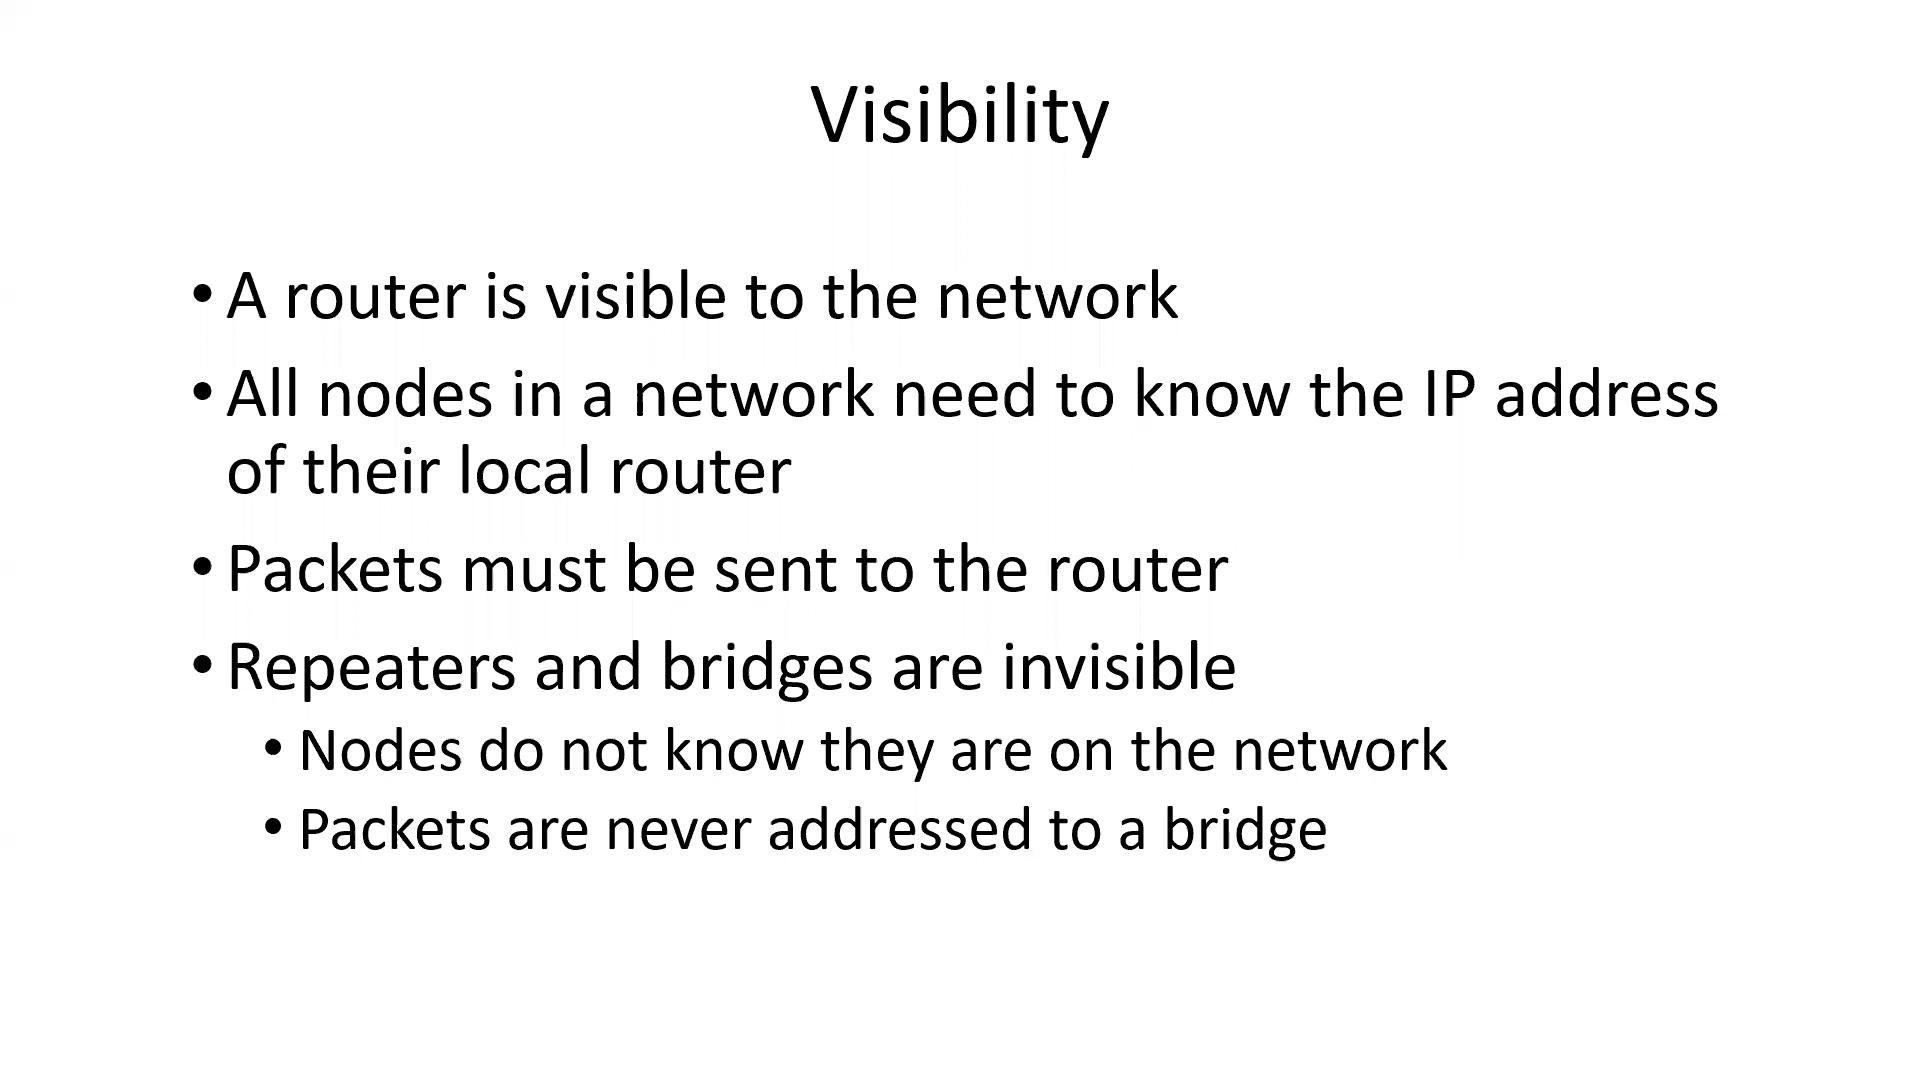 Visibility
• A router is visible to the network
• All nodes in a network need to know the IP address
of their local router
• Packets must be sent to the router
• Repeaters and bridges are invisible
• Nodes do not know they are on the network
• Packets are never addressed to a bridge